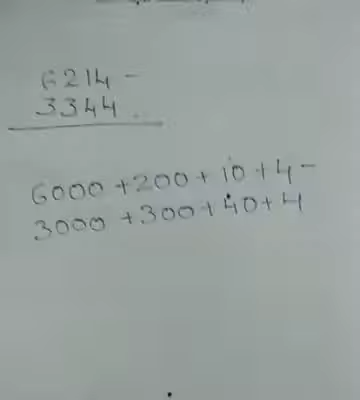 6214 -
3344
6000 + 200 + 10 + 4 -
3000 + 300 + 40 + 4